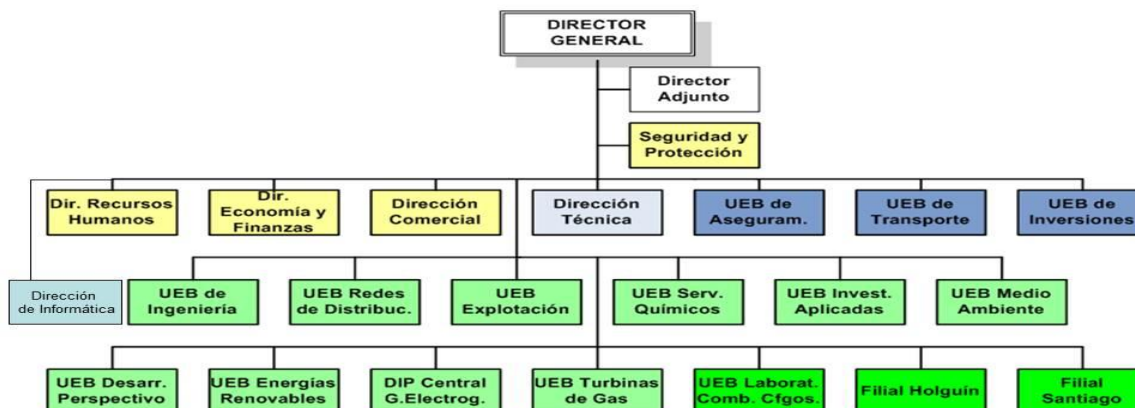 DIRECTOR
GENERAL
Director
Adjunto
Seguridad y
Protección
Dir. Recursos
Humanos
Dir.
Economía y
Finanzas
Dirección
Comercial
Dirección
Técnica
UEB de
Aseguram.
UEB de
Transporte
UEB de
Inversiones
Dirección
de Informática
UEB de
Ingeniería
UEB Redes
de Distribuc.
UEB
Explotación
UEB Serv.
Químicos
UEB Invest.
Aplicadas
UEB Medio
Ambiente
UEB Desarr.
Perspectivo
UEB Energías
Renovables
DIP Central
G.Electrog.
UEB Turbinas
de Gas
UEB Laborat.
Comb. Cfgos.
Filial Holguín
Filial
Santiago